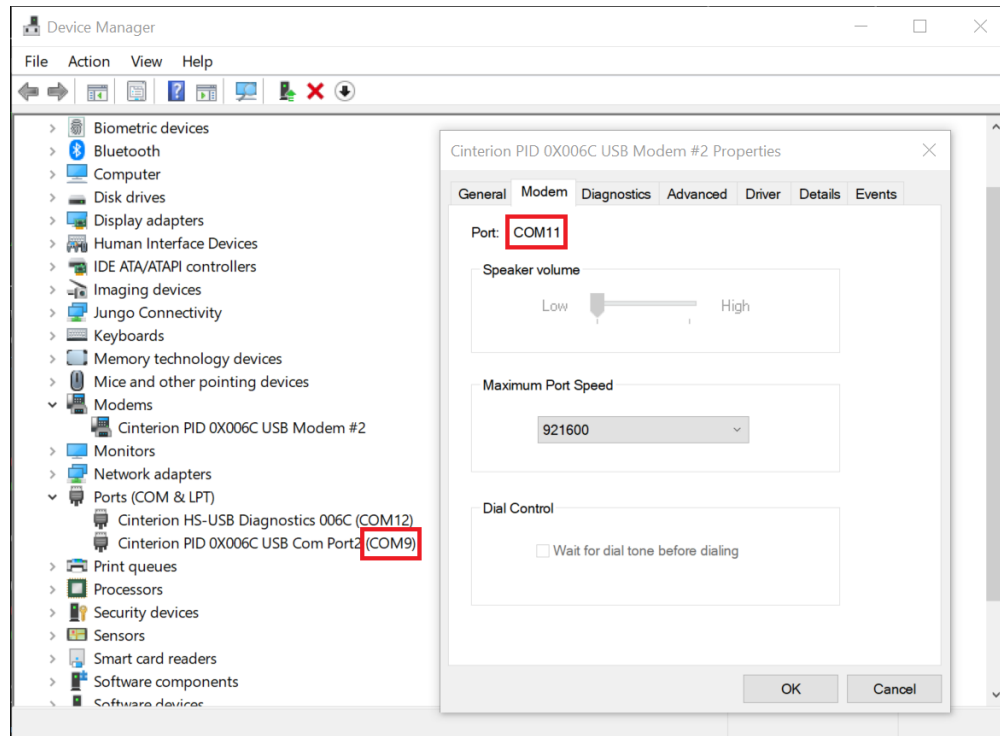 Device Manager
File Action View Help
Biometric devices
Bluetooth
Computer
Disk drives
Display adapters
Human Interface Devices
IDE ATA/ATAPI controllers
Imaging devices
Jungo Connectivity
Keyboards
Memory technology devices
Mice and other pointing devices
Modems
Cinterion PID 0X006C USB Modem #2
Monitors
Network adapters
Ports (COM & LPT)
Cinterion HS-USB Diagnostics 006C (COM12)
Cinterion PID 0X006C USB Com Port2 (COM9)
Print queues
Processors
Security devices
Sensors
Smart card readers
Software components
Software devices
Cinterion PID 0X006C USB Modem #2 Properties
General Modem Diagnostics Advanced Driver Details Events
Port: COM11
Speaker volume
Low High
Maximum Port Speed
921600
Dial Control
Wait for dial tone before dialing
OK Cancel